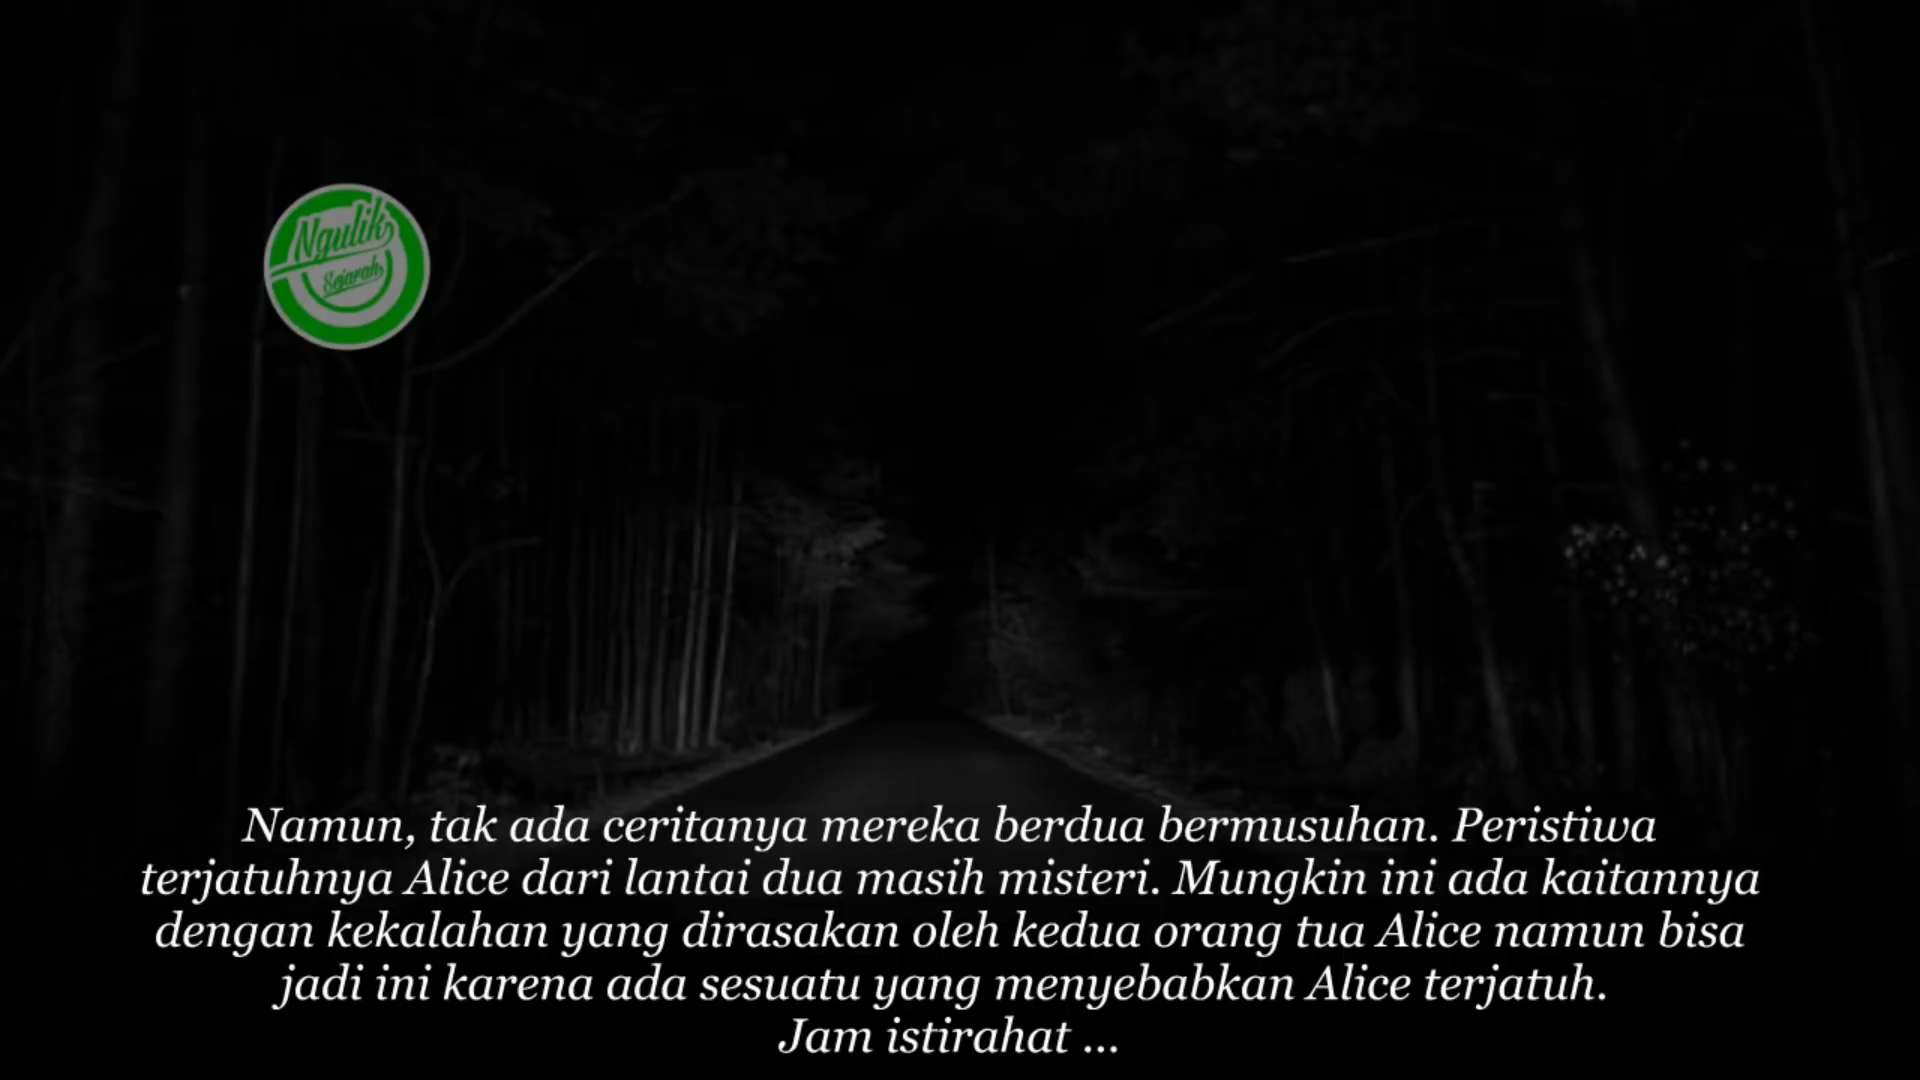 Ngulik
Sejarah
Namun, tak ada ceritanya mereka berdua bermusuhan. Peristiwa
terjatuhnya Alice dari lantai dua masih misteri. Mungkin ini ada kaitannya
dengan kekalahan yang dirasakan oleh kedua orang tua Alice namun bisa
jadi ini karena ada sesuatu yang menyebabkan Alice terjatuh.
Jam istirahat ...